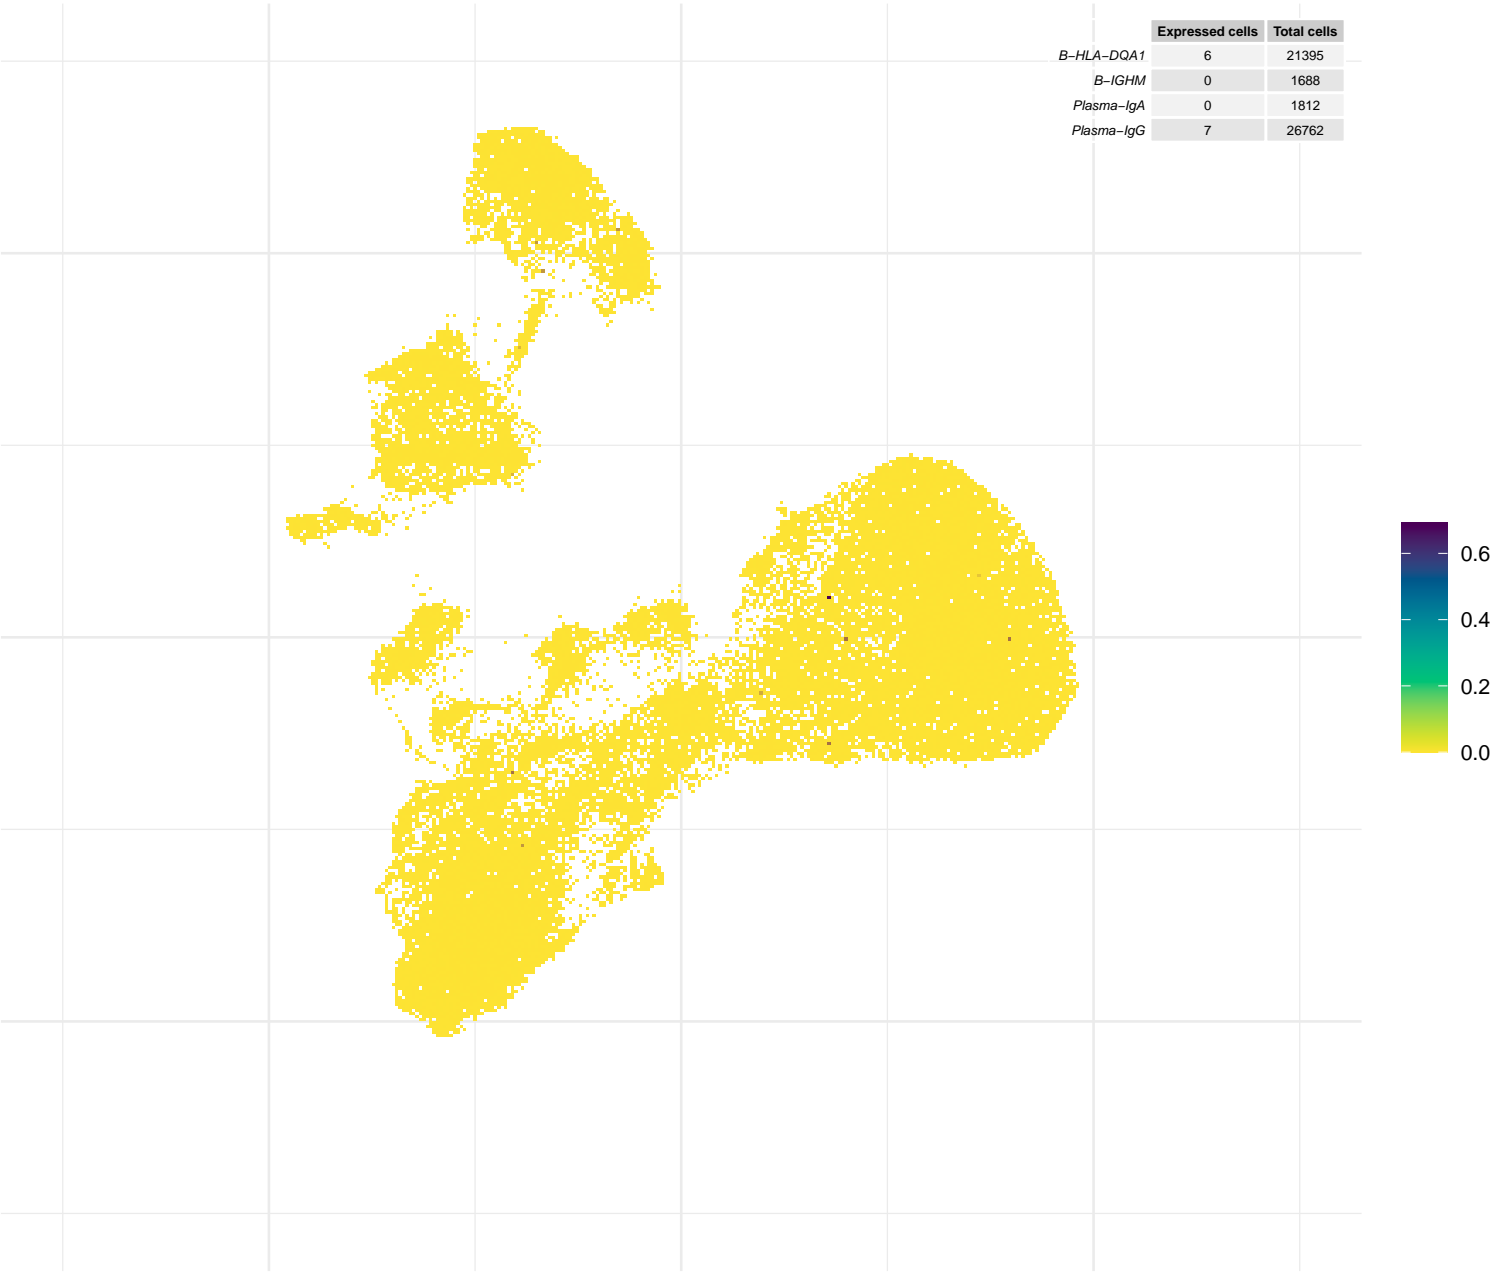 Expressed cells Total cells
B−HLA−DQA1 6 21395
B−IGHM 0 1688
Plasma−IgA 0 1812
Plasma−IgG 7 26762
0.6
0.4
0.2
0.0